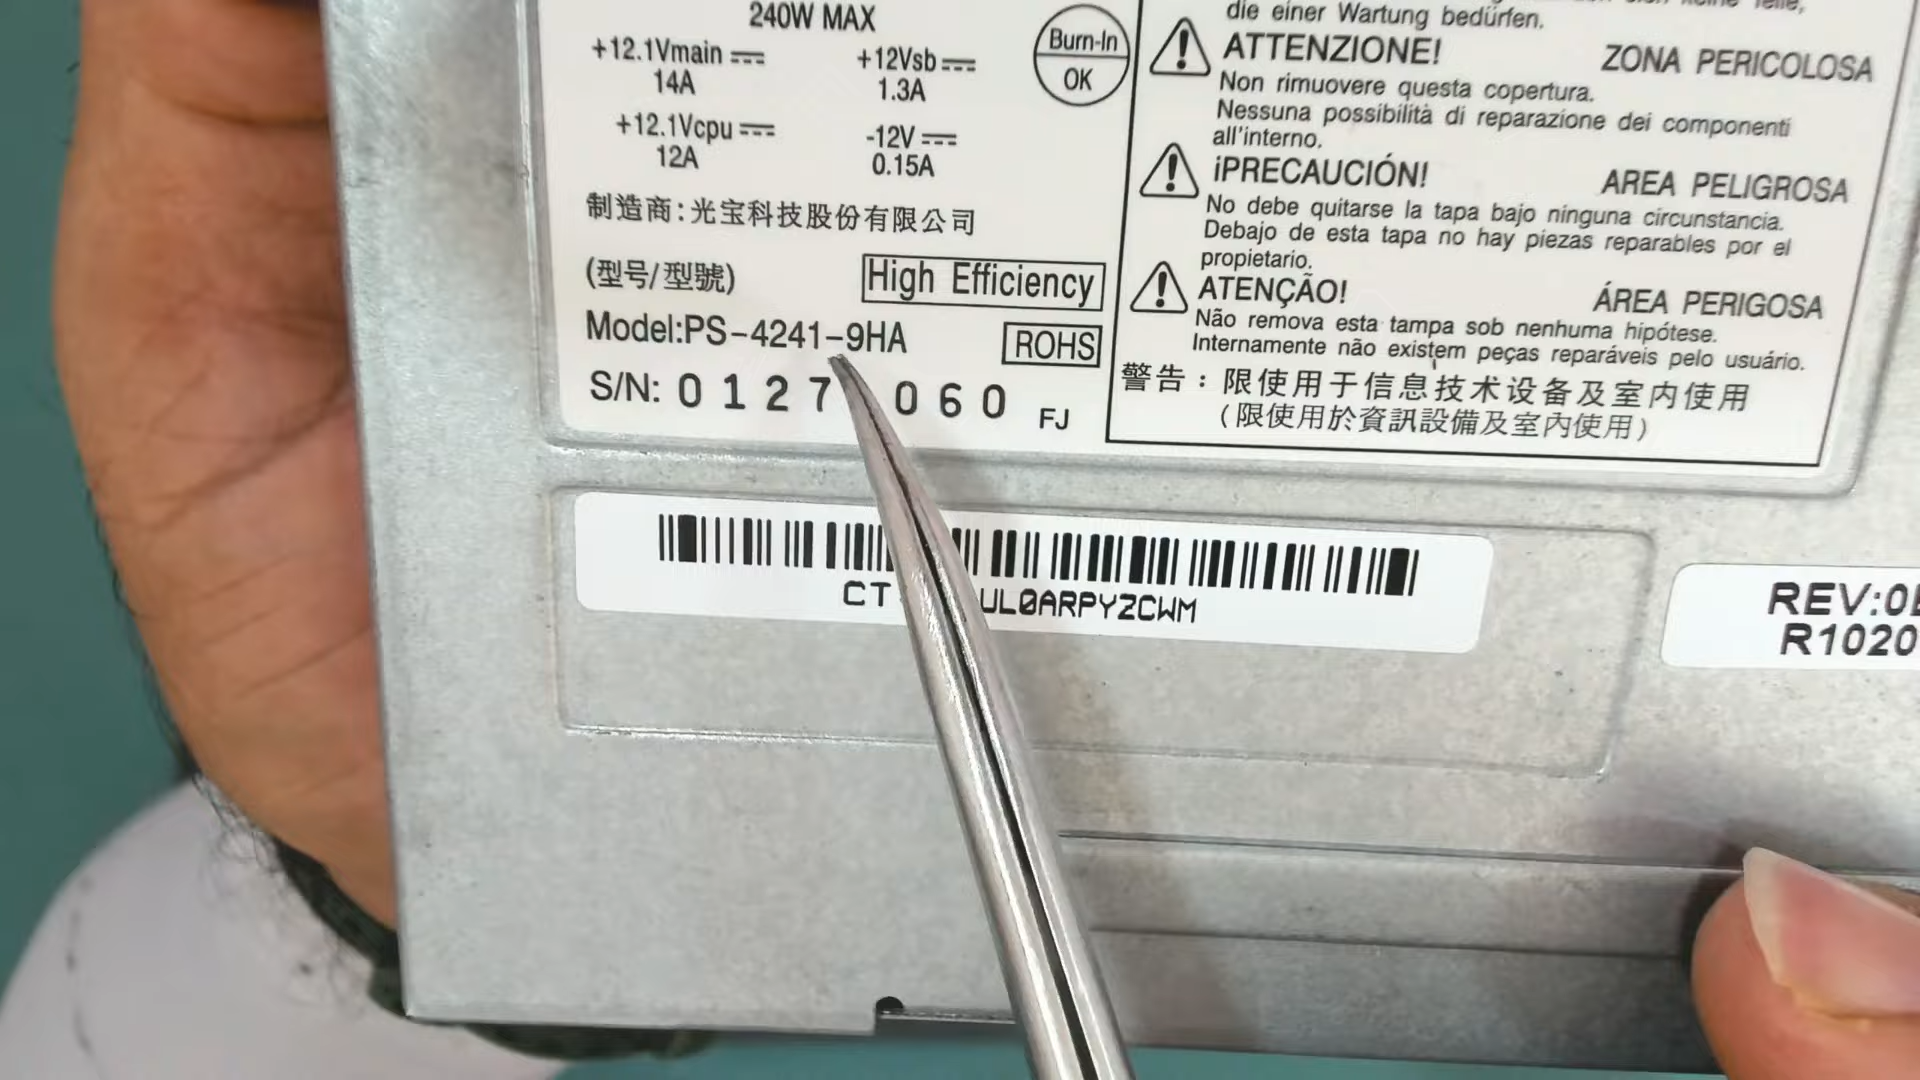 240W MAX
+12.1Vmain +12Vsb
14A 1.3A
+12.1Vcpu -12V
12A 0.15A
Burn-In
OK
制造商:光宝科技股份有限公司
(型号/型號)
High Efficiency
Model:PS-4241-9HA
ROHS
S/N: 0127 060 FJ
die einer Wartung bedürfen.
ATTENZIONE! ZONA PERICOLOSA
Non rimuovere questa copertura.
Nessuna possibilità di reparazione dei componenti
all'interno.
¡PRECAUCIÓN! AREA PELIGROSA
No debe quitarse la tapa bajo ninguna circunstancia.
Debajo de esta tapa no hay piezas reparables por el
propietario.
ATENÇÃO! ÁREA PERIGOSA
Não remova esta tampa sob nenhuma hipótese.
Internamente não existem peças reparáveis pelo usuário.
警告：限使用于信息技术设备及室内使用
(限使用於資訊設備及室內使用)
CT UL0ARPYZCWM
REV:0
R1020